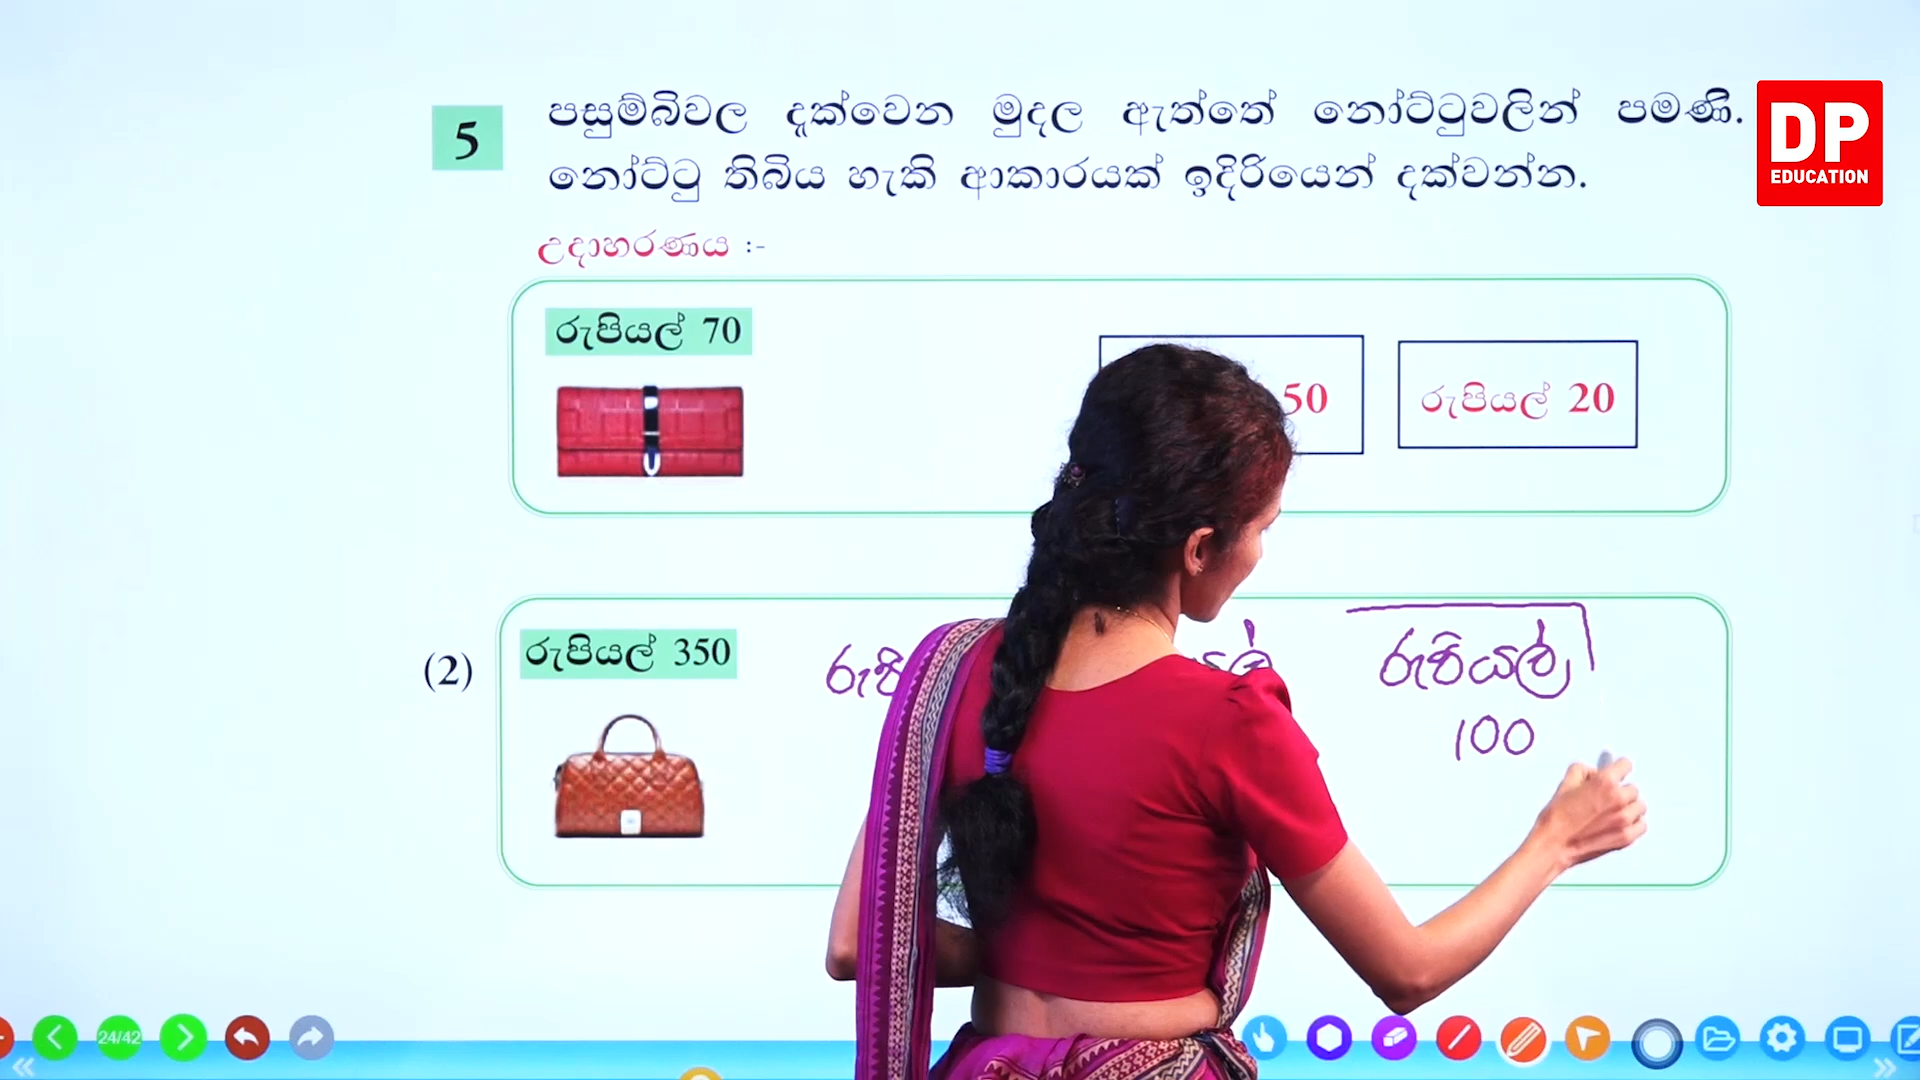 5
පසුම්බිවල දැක්වෙන මුදල ඇත්තේ නෝට්ටුවලින් පමණි.
නෝට්ටු තිබිය හැකි ආකාරයක් ඉදිරියෙන් දක්වන්න.
DP
EDUCATION
උදාහරණය :-
රුපියල් 70
50
රුපියල් 20
(2)
රුපියල් 350
රුපියල්
100
24/42